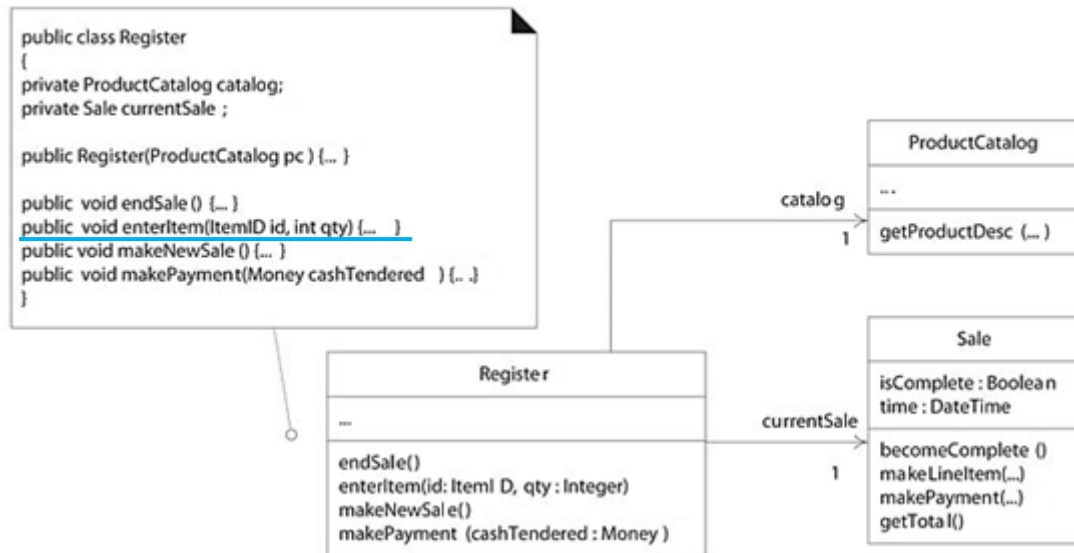 public class Register
{
private ProductCatalog catalog;
private Sale currentSale ;
public Register(ProductCatalog pc ) {... }
public void endSale () {... }
public void enterItem(ItemID id, int qty) {... }
public void makeNewSale () {... }
public void makePayment(Money cashTendered ) {.. .}
}
ProductCatalog
...
getProductDesc (... )
catalog
1
Sale
isComplete : Boolean
time : DateTime
becomeComplete ()
makeLineItem(...)
makePayment(...)
getTotal()
currentSale
1
Register
...
endSale()
enterItem(id: ItemI D, qty : Integer)
makeNewSale()
makePayment (cashTendered : Money )